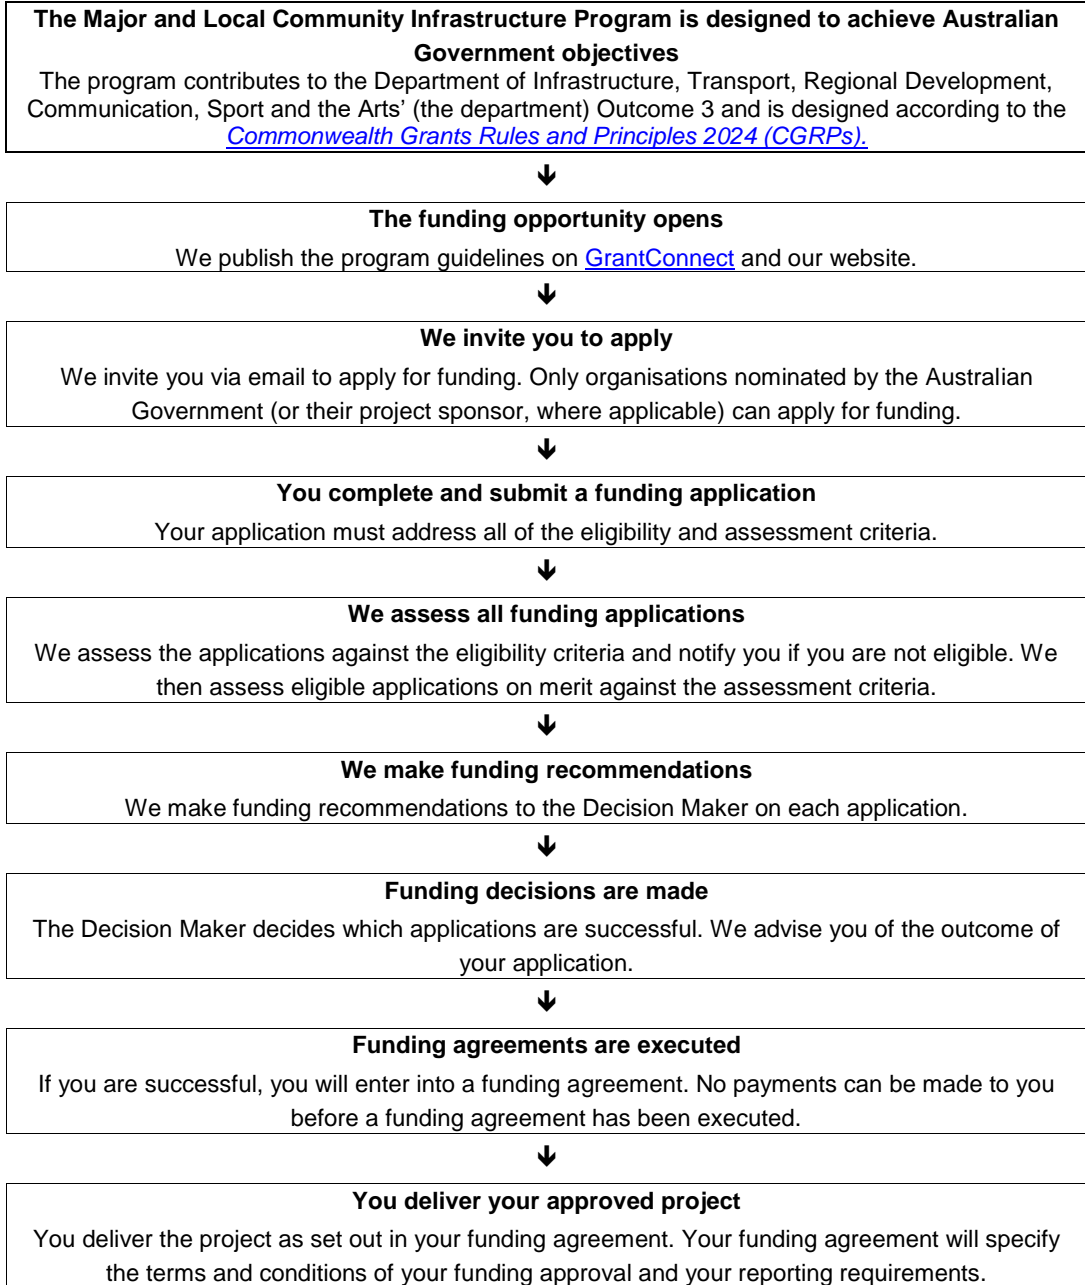 The Major and Local Community Infrastructure Program is designed to achieve Australian
Government objectives
The program contributes to the Department of Infrastructure, Transport, Regional Development,
Communication, Sport and the Arts’ (the department) Outcome 3 and is designed according to the
Commonwealth Grants Rules and Principles 2024 (CGRPs).
The funding opportunity opens
We publish the program guidelines on GrantConnect and our website.
We invite you to apply
We invite you via email to apply for funding. Only organisations nominated by the Australian
Government (or their project sponsor, where applicable) can apply for funding.
You complete and submit a funding application
Your application must address all of the eligibility and assessment criteria.
We assess all funding applications
We assess the applications against the eligibility criteria and notify you if you are not eligible. We
then assess eligible applications on merit against the assessment criteria.
We make funding recommendations
We make funding recommendations to the Decision Maker on each application.
Funding decisions are made
The Decision Maker decides which applications are successful. We advise you of the outcome of
your application.
Funding agreements are executed
If you are successful, you will enter into a funding agreement. No payments can be made to you
before a funding agreement has been executed.
You deliver your approved project
You deliver the project as set out in your funding agreement. Your funding agreement will specify
the terms and conditions of your funding approval and your reporting requirements.